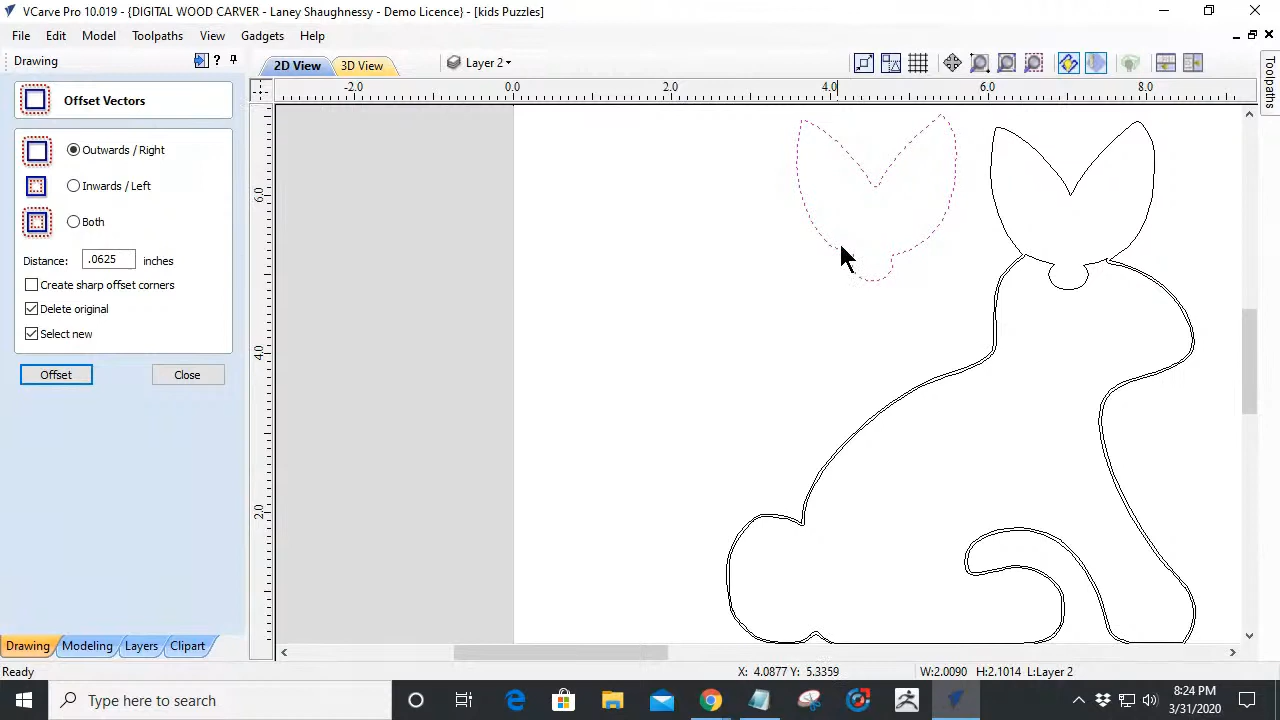 VCarve Pro 10.019 - {DIGITAL WOOD CARVER - Laney Shaughnessy - Demo Licence} - [kids Puzzles]
File Edit Model Toolpaths View Gadgets Help
Drawing ?
2D View 3D View Layer 2
Offset Vectors
-2.0 0.0 2.0 4.0 6.0 8.0
6.0
4.0
2.0
Outwards / Right
Inwards / Left
Both
Distance: .0625 inches
Create sharp offset corners
Delete original
Select new
Offset Close
Toolpaths
Drawing Modeling Layers Clipart
Ready X: 4.0877 Y: 5.3359 W:2.0090 H:2.1014 L:Layer 2
Type here to search
8:24 PM
3/31/2020